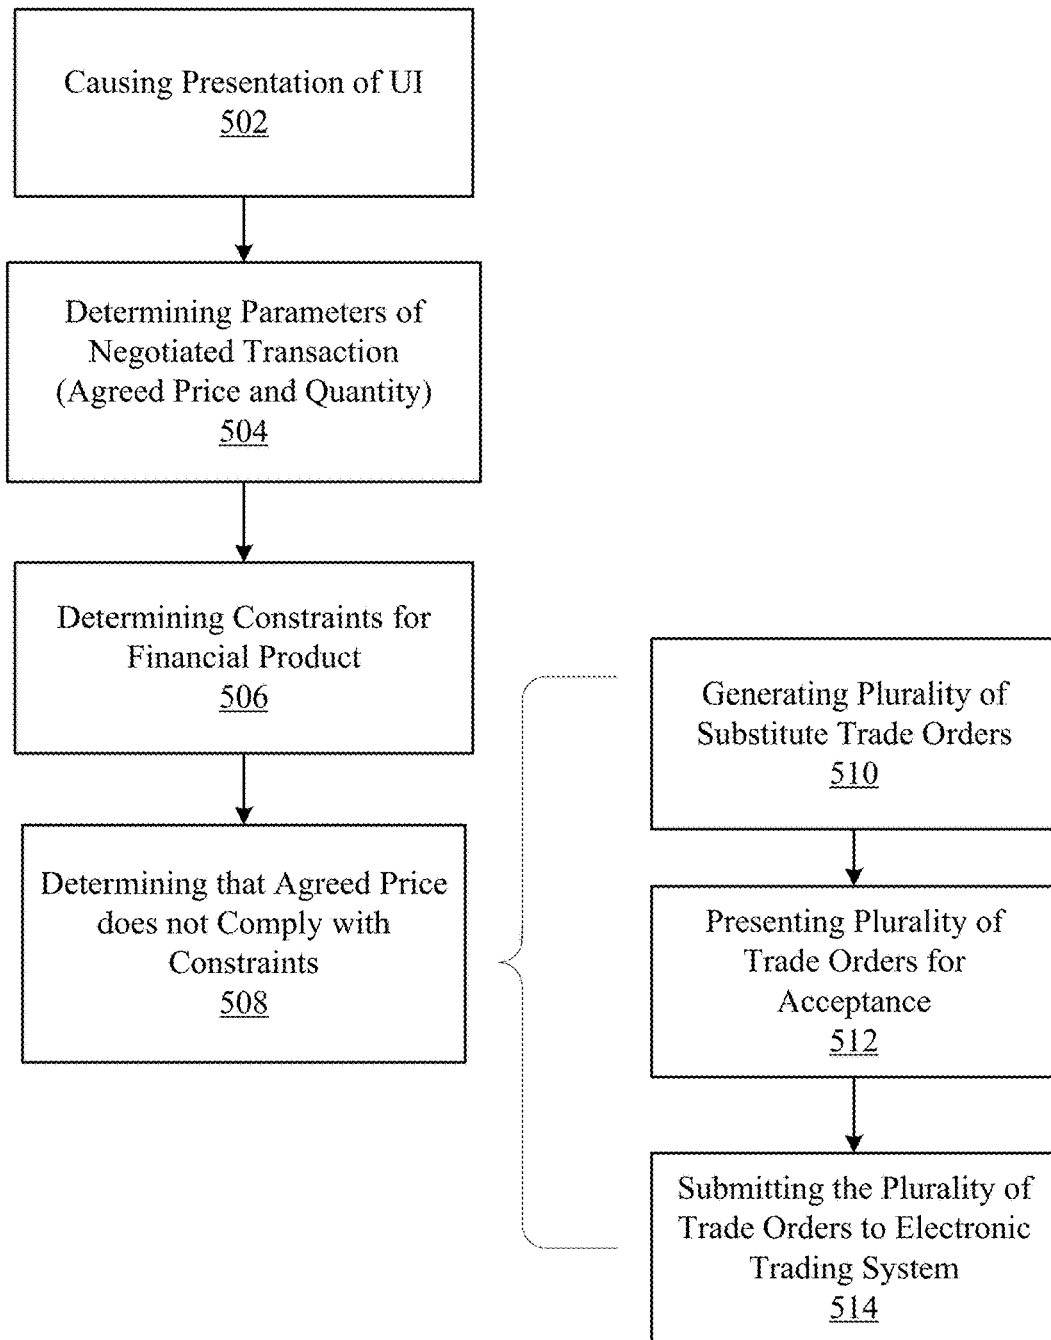 Causing Presentation of UI
502
Determining Parameters of
Negotiated Transaction
(Agreed Price and Quantity)
504
Determining Constraints for
Financial Product
506
Determining that Agreed Price
does not Comply with
Constraints
508
Generating Plurality of
Substitute Trade Orders
510
Presenting Plurality of
Trade Orders for
Acceptance
512
Submitting the Plurality of
Trade Orders to Electronic
Trading System
514